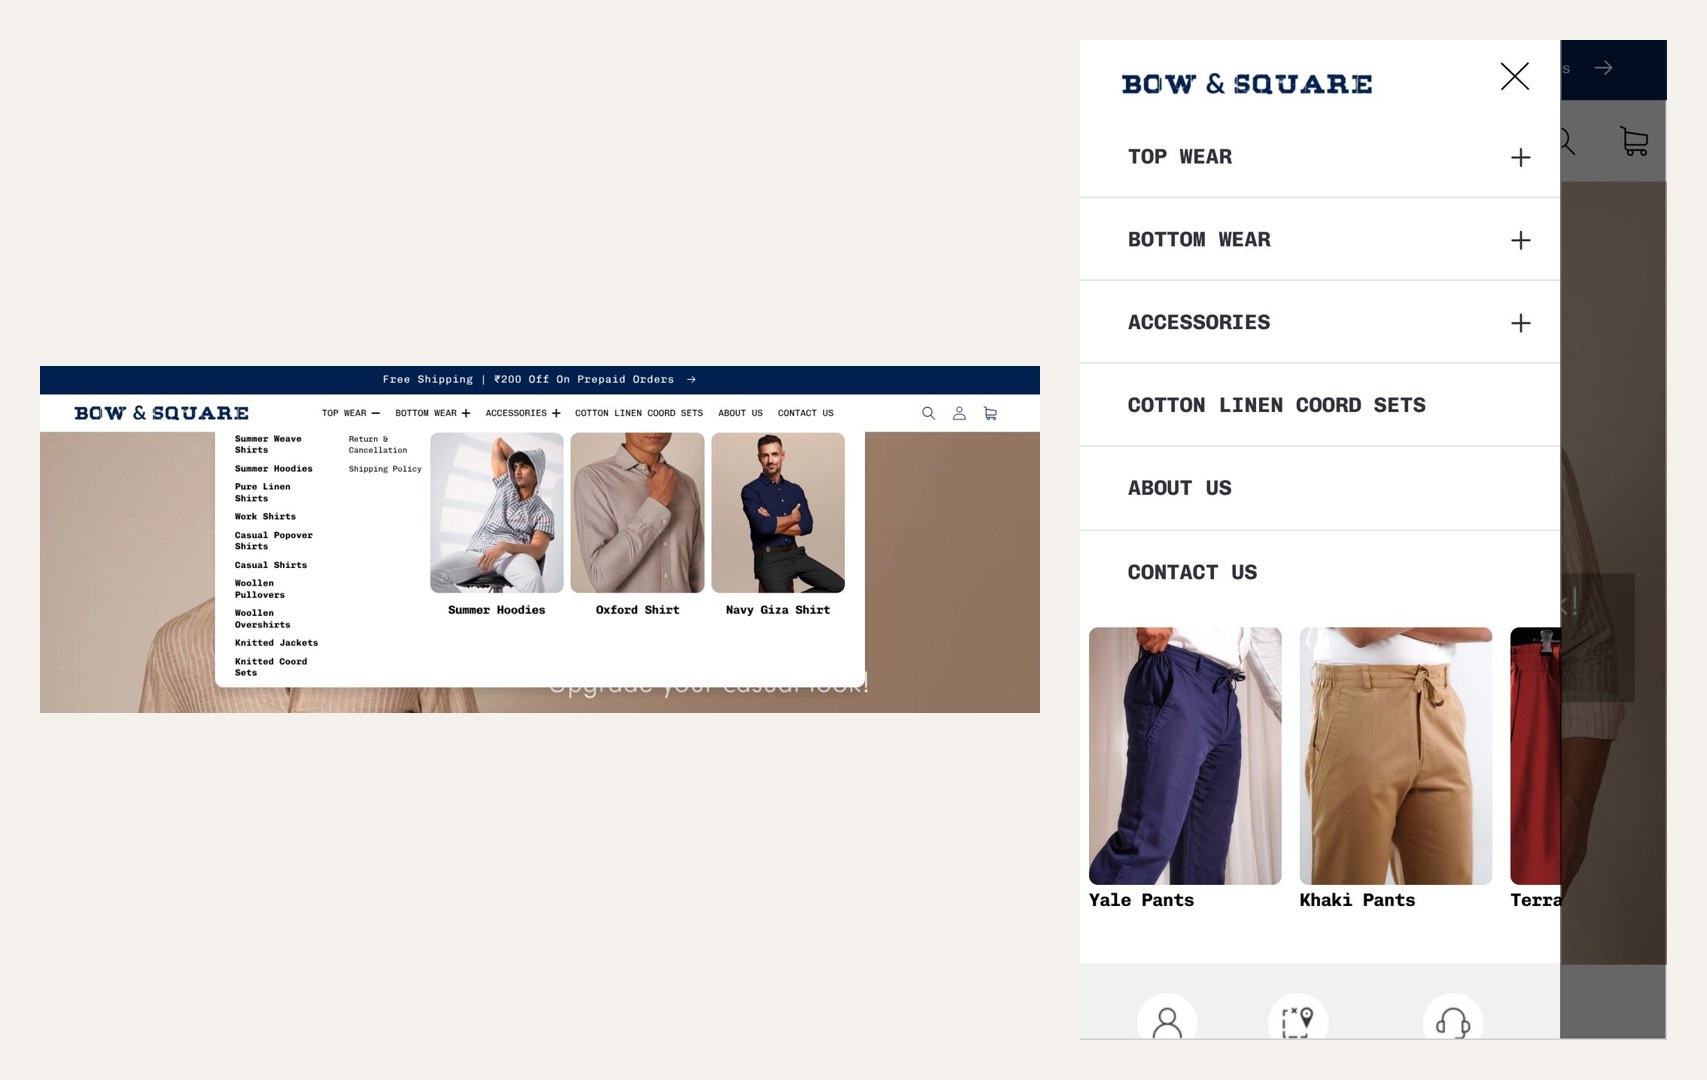 Free Shipping | ₹200 Off On Prepaid Orders →
BOW & SQUARE
TOP WEAR − BOTTOM WEAR + ACCESSORIES + COTTON LINEN COORD SETS ABOUT US CONTACT US
Summer Weave
Shirts
Summer Hoodies
Pure Linen
Shirts
Work Shirts
Casual Popover
Shirts
Casual Shirts
Woollen
Pullovers
Woollen
Overshirts
Knitted Jackets
Knitted Coord
Sets
Return &
Cancellation
Shipping Policy
Summer Hoodies
Oxford Shirt
Navy Giza Shirt
Upgrade your casual look!
BOW & SQUARE
s →
TOP WEAR +
BOTTOM WEAR +
ACCESSORIES +
COTTON LINEN COORD SETS
ABOUT US
CONTACT US
k!
Yale Pants
Khaki Pants
Terra